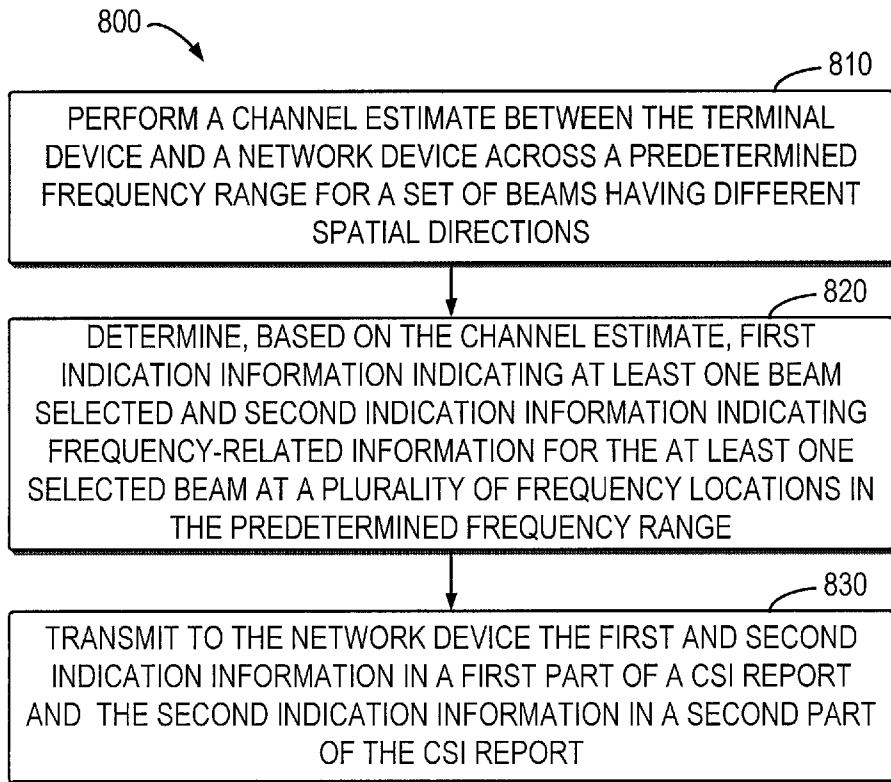 800
810
PERFORM A CHANNEL ESTIMATE BETWEEN THE TERMINAL
DEVICE AND A NETWORK DEVICE ACROSS A PREDETERMINED
FREQUENCY RANGE FOR A SET OF BEAMS HAVING DIFFERENT
SPATIAL DIRECTIONS
820
DETERMINE, BASED ON THE CHANNEL ESTIMATE, FIRST
INDICATION INFORMATION INDICATING AT LEAST ONE BEAM
SELECTED AND SECOND INDICATION INFORMATION INDICATING
FREQUENCY-RELATED INFORMATION FOR THE AT LEAST ONE
SELECTED BEAM AT A PLURALITY OF FREQUENCY LOCATIONS IN
THE PREDETERMINED FREQUENCY RANGE
830
TRANSMIT TO THE NETWORK DEVICE THE FIRST AND SECOND
INDICATION INFORMATION IN A FIRST PART OF A CSI REPORT
AND THE SECOND INDICATION INFORMATION IN A SECOND PART
OF THE CSI REPORT